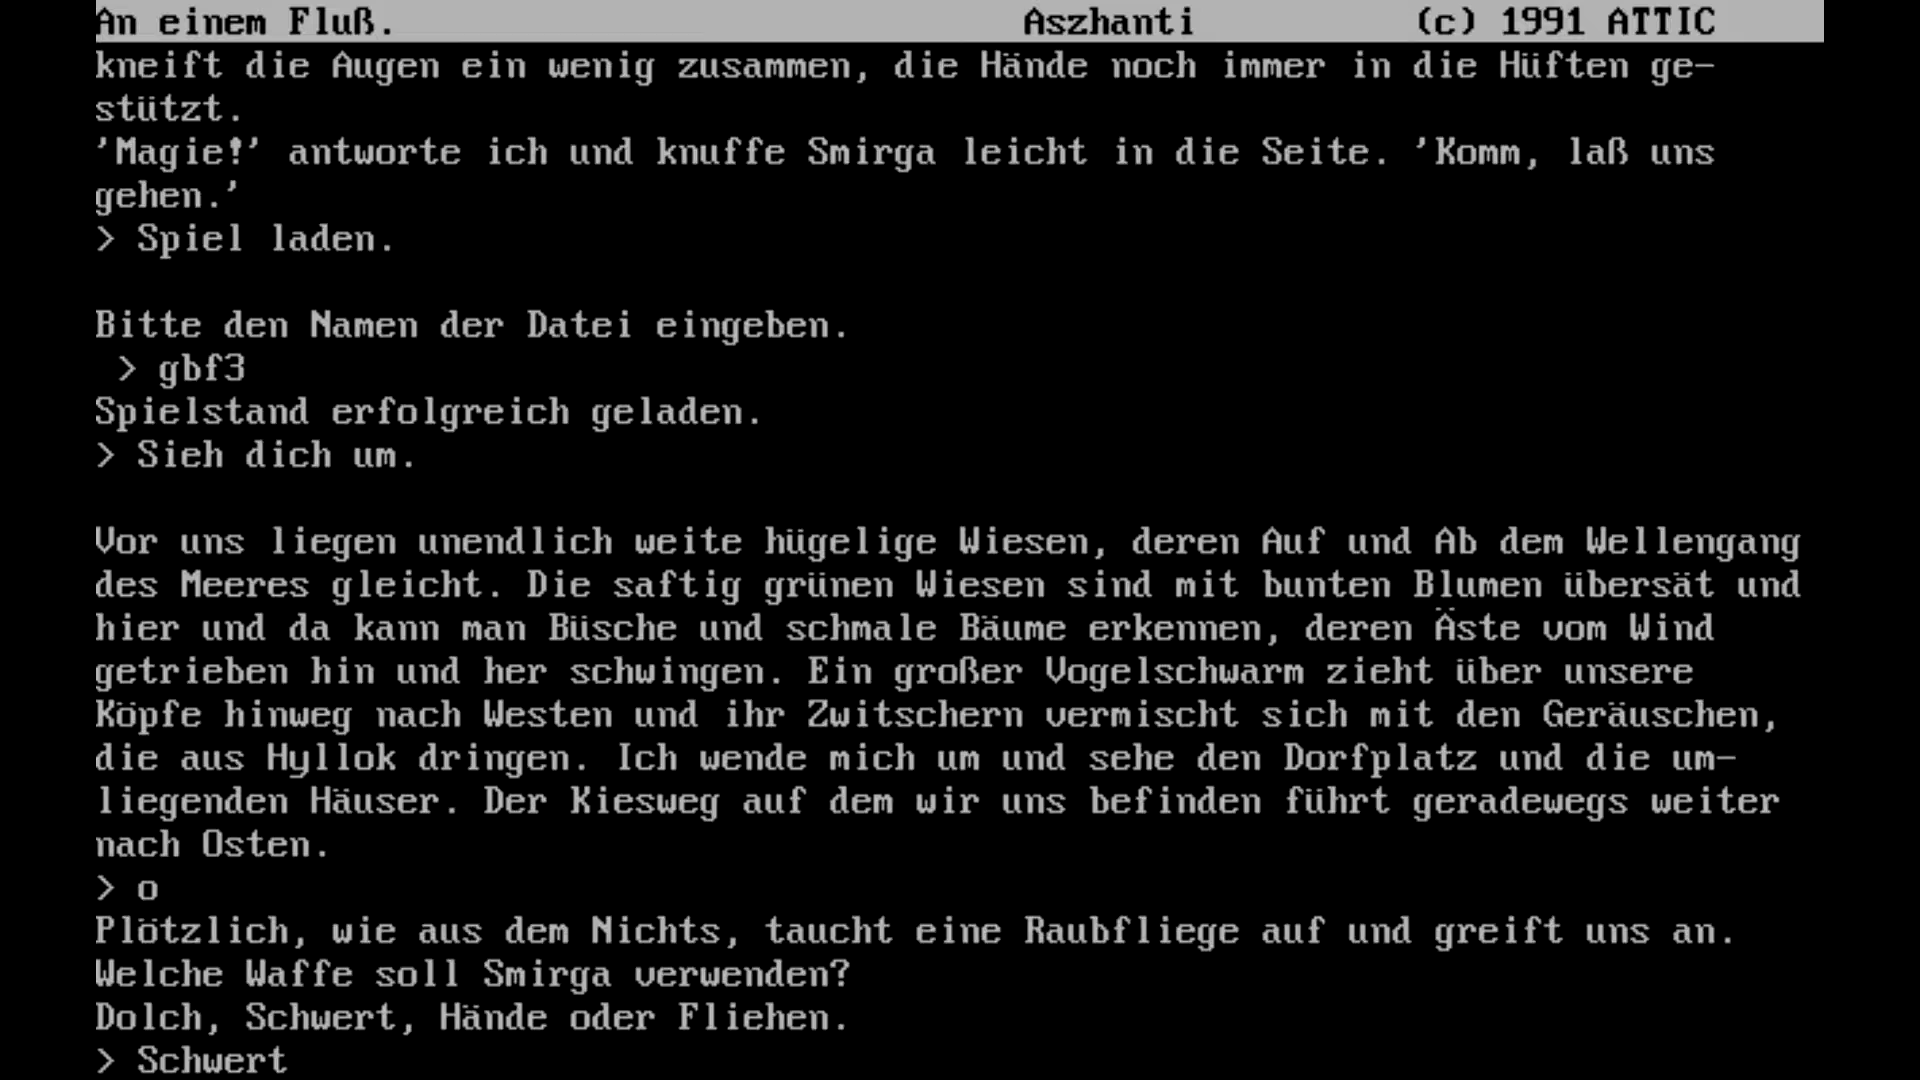 An einem Fluß. Aszhanti (c) 1991 ATTIC
kneift die Augen ein wenig zusammen, die Hände noch immer in die Hüften ge-
stützt.
'Magie!' antworte ich und knuffe Smirga leicht in die Seite. 'Komm, laß uns
gehen.'
> Spiel laden.
Bitte den Namen der Datei eingeben.
> gbf3
Spielstand erfolgreich geladen.
> Sieh dich um.
Vor uns liegen unendlich weite hügelige Wiesen, deren Auf und Ab dem Wellengang
des Meeres gleicht. Die saftig grünen Wiesen sind mit bunten Blumen übersät und
hier und da kann man Büsche und schmale Bäume erkennen, deren Äste vom Wind
getrieben hin und her schwingen. Ein großer Vogelschwarm zieht über unsere
Köpfe hinweg nach Westen und ihr Zwitschern vermischt sich mit den Geräuschen,
die aus Hyllok dringen. Ich wende mich um und sehe den Dorfplatz und die um-
liegenden Häuser. Der Kiesweg auf dem wir uns befinden führt geradewegs weiter
nach Osten.
> o
Plötzlich, wie aus dem Nichts, taucht eine Raubfliege auf und greift uns an.
Welche Waffe soll Smirga verwenden?
Dolch, Schwert, Hände oder Fliehen.
> Schwert